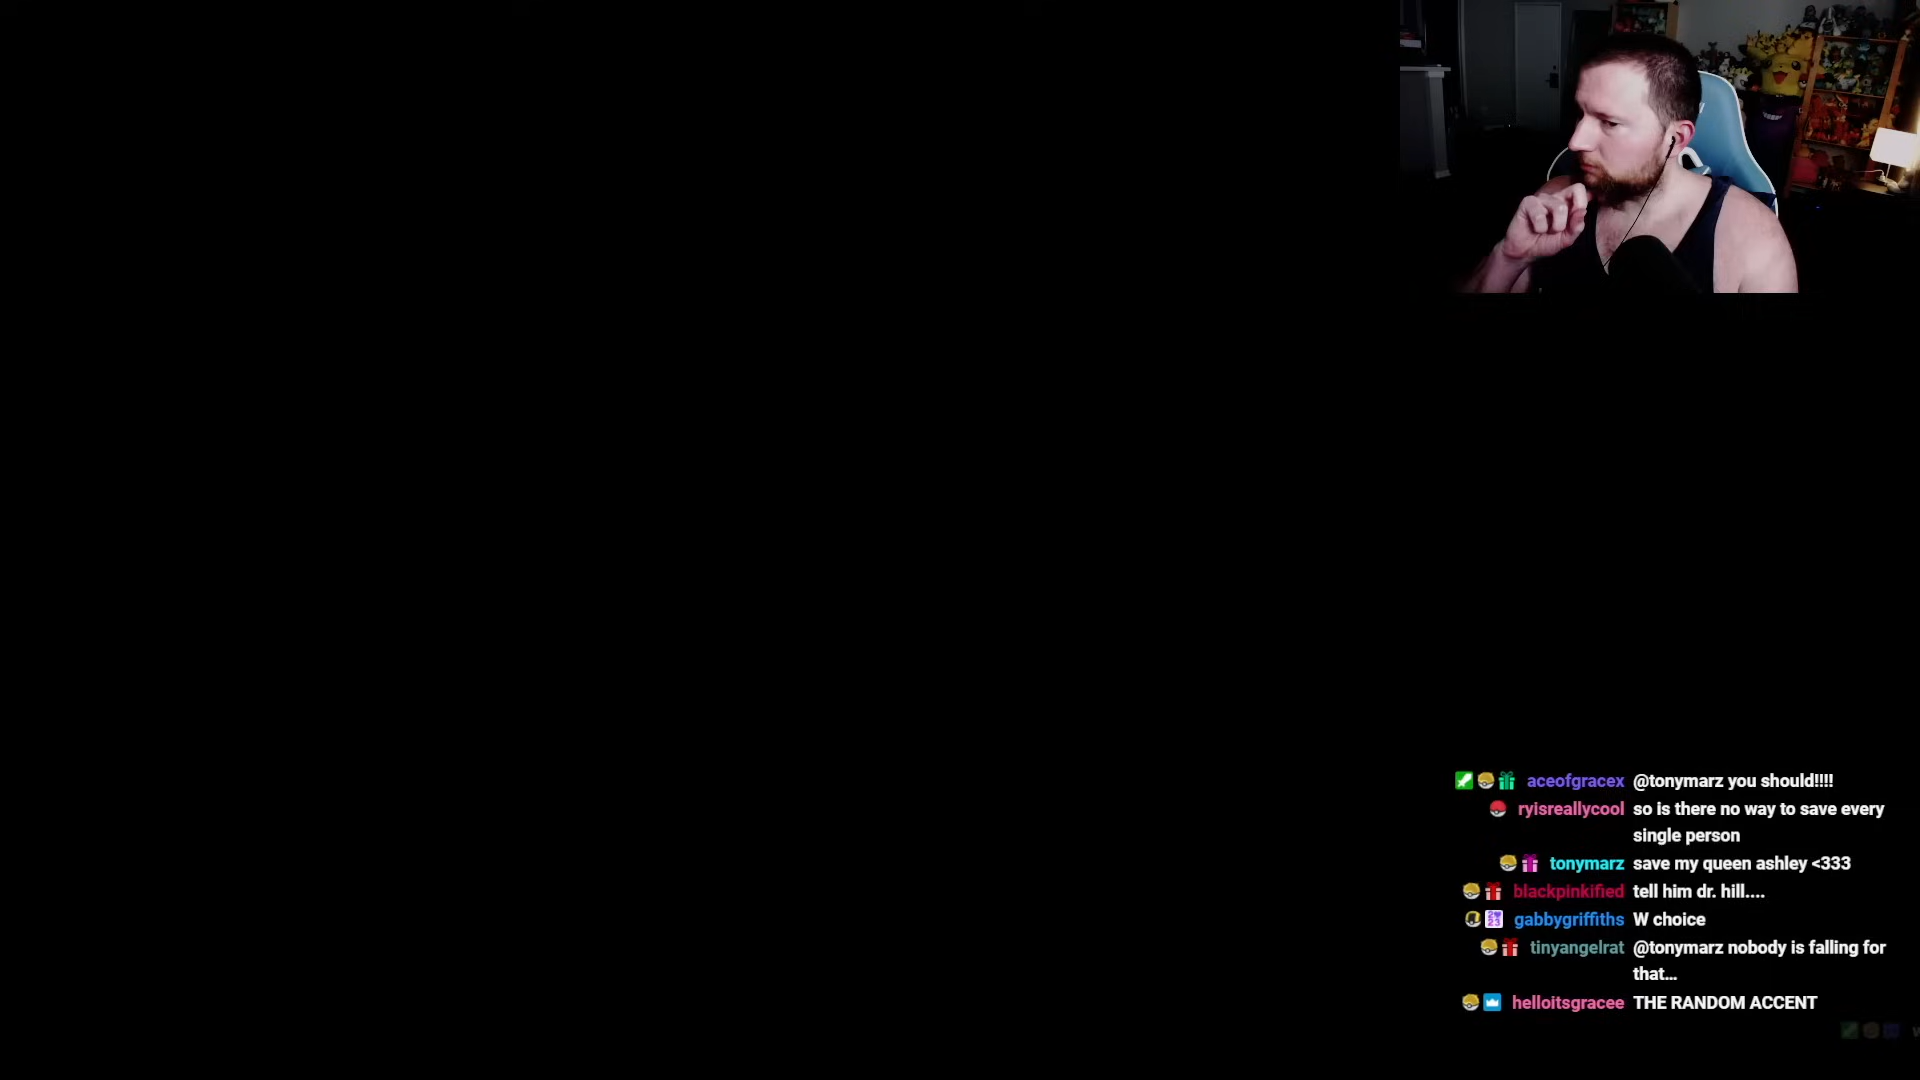 aceofgracex @tonymarz you should!!!!
ryisreallycool so is there no way to save every
single person
tonymarz save my queen ashley <333
blackpinkified tell him dr. hill....
gabbygriffiths W choice
tinyangelrat @tonymarz nobody is falling for
that...
helloitsgracee THE RANDOM ACCENT